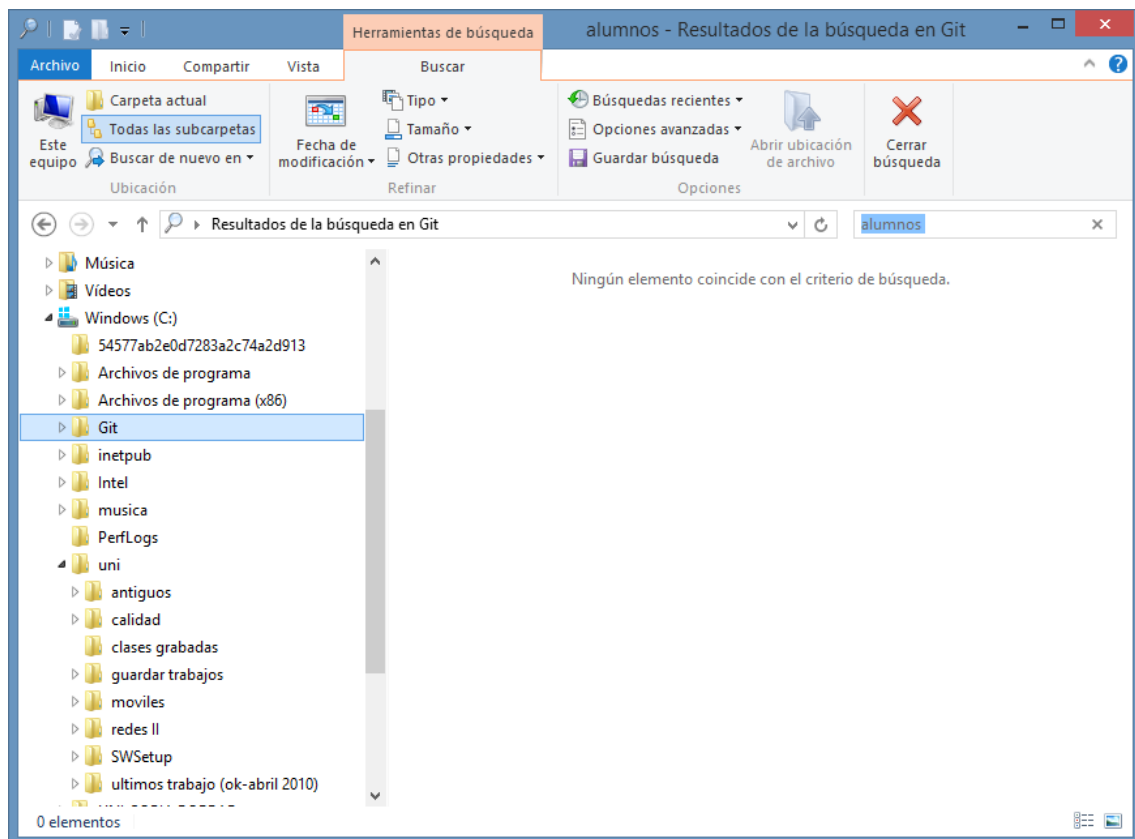 Herramientas de búsqueda
alumnos - Resultados de la búsqueda en Git
Archivo
Inicio
Compartir
Vista
Buscar
Este equipo
Carpeta actual
Todas las subcarpetas
Buscar de nuevo en
Ubicación
Fecha de modificación
Tipo
Tamaño
Otras propiedades
Refinar
Búsquedas recientes
Opciones avanzadas
Guardar búsqueda
Abrir ubicación de archivo
Opciones
Cerrar búsqueda
Resultados de la búsqueda en Git
alumnos
Música
Vídeos
Windows (C:)
54577ab2e0d7283a2c74a2d913
Archivos de programa
Archivos de programa (x86)
Git
inetpub
Intel
musica
PerfLogs
uni
antiguos
calidad
clases grabadas
guardar trabajos
moviles
redes II
SWSetup
ultimos trabajo (ok-abril 2010)
Ningún elemento coincide con el criterio de búsqueda.
0 elementos